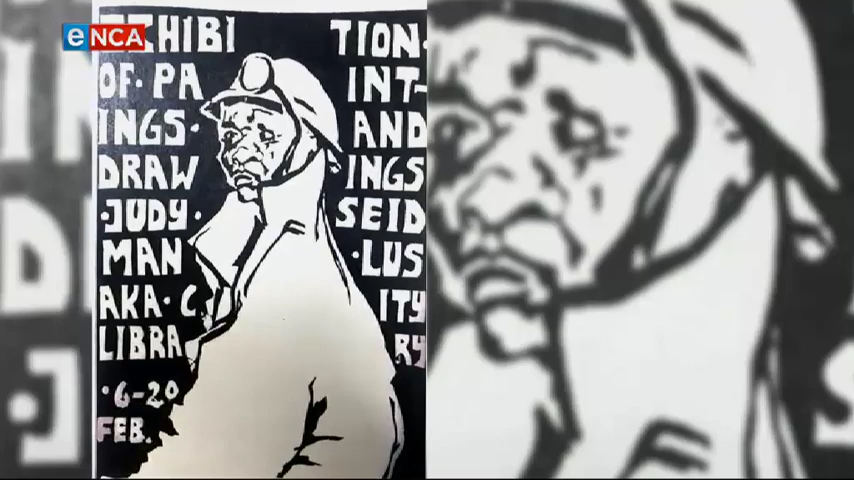 eNCA
EXHIBI TION·
OF·PA INT-
INGS· AND
DRAW INGS
·JUDY· SEID
MAN ·LUS
AKA·C ITY
LIBRA RY
·6-20
FEB.